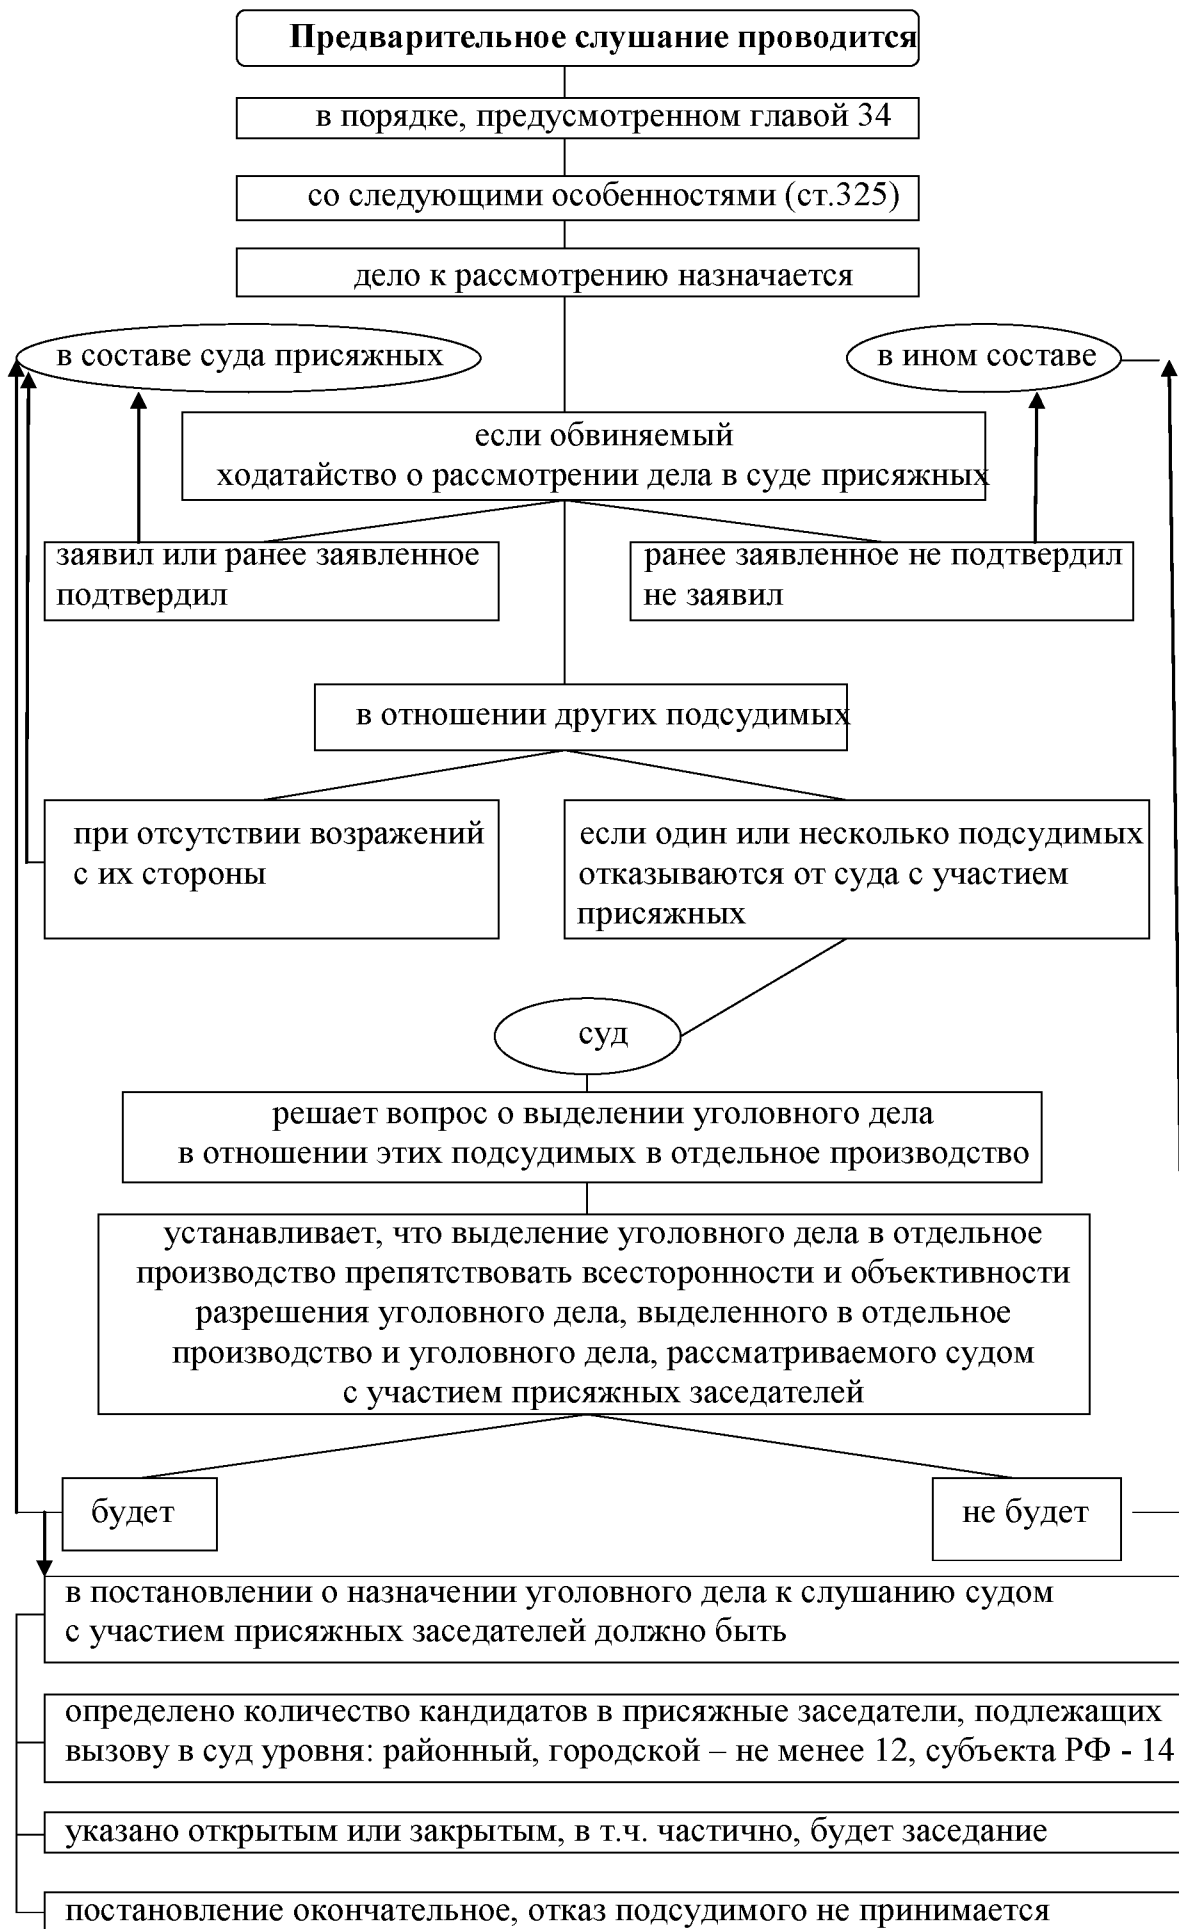 Предварительное слушание проводится
в порядке, предусмотренном главой 34
со следующими особенностями (ст.325)
дело к рассмотрению назначается
в составе суда присяжных
в ином составе
если обвиняемый
ходатайство о рассмотрении дела в суде присяжных
заявил или ранее заявленное
подтвердил
ранее заявленное не подтвердил
не заявил
в отношении других подсудимых
при отсутствии возражений
с их стороны
если один или несколько подсудимых
отказываются от суда с участием
присяжных
суд
решает вопрос о выделении уголовного дела
в отношении этих подсудимых в отдельное производство
устанавливает, что выделение уголовного дела в отдельное
производство препятствовать всесторонности и объективности
разрешения уголовного дела, выделенного в отдельное
производство и уголовного дела, рассматриваемого судом
с участием присяжных заседателей
будет
не будет
в постановлении о назначении уголовного дела к слушанию судом
с участием присяжных заседателей должно быть
определено количество кандидатов в присяжные заседатели, подлежащих
вызову в суд уровня: районный, городской – не менее 12, субъекта РФ - 14
указано открытым или закрытым, в т.ч. частично, будет заседание
постановление окончательное, отказ подсудимого не принимается